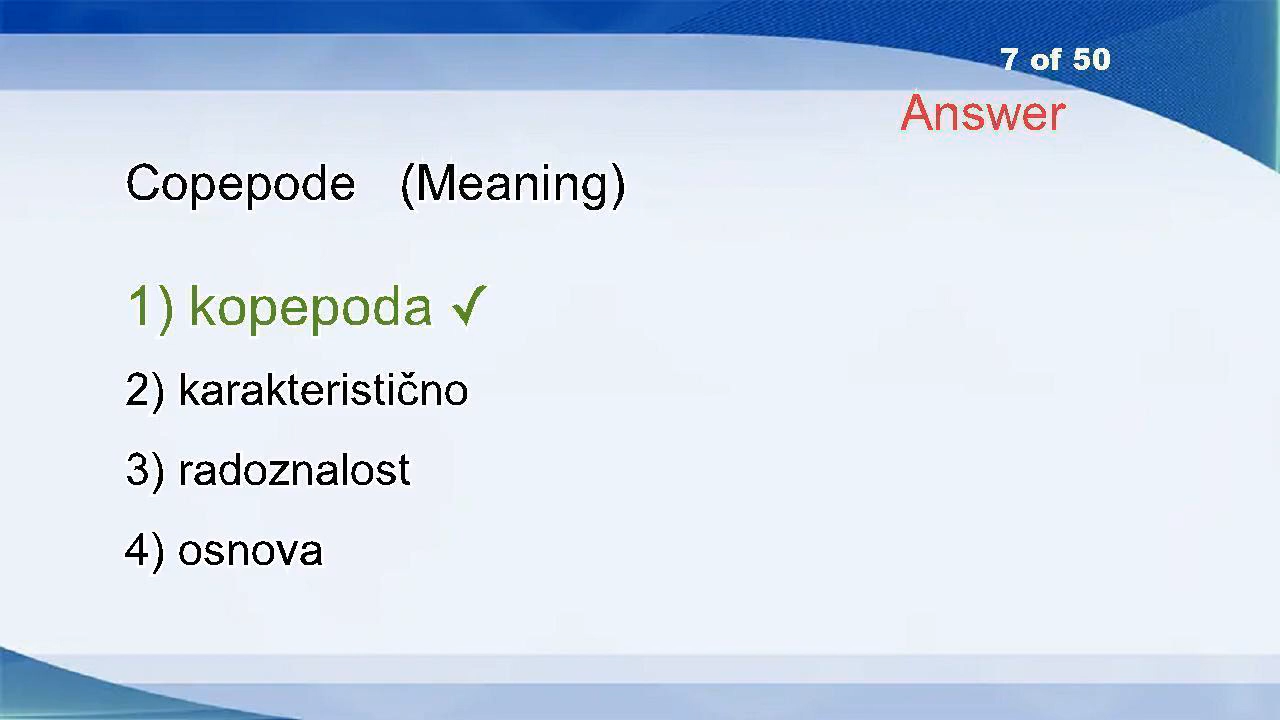 7 of 50
Answer
Copepode (Meaning)
1) kopepoda ✓
2) karakteristično
3) radoznalost
4) osnova